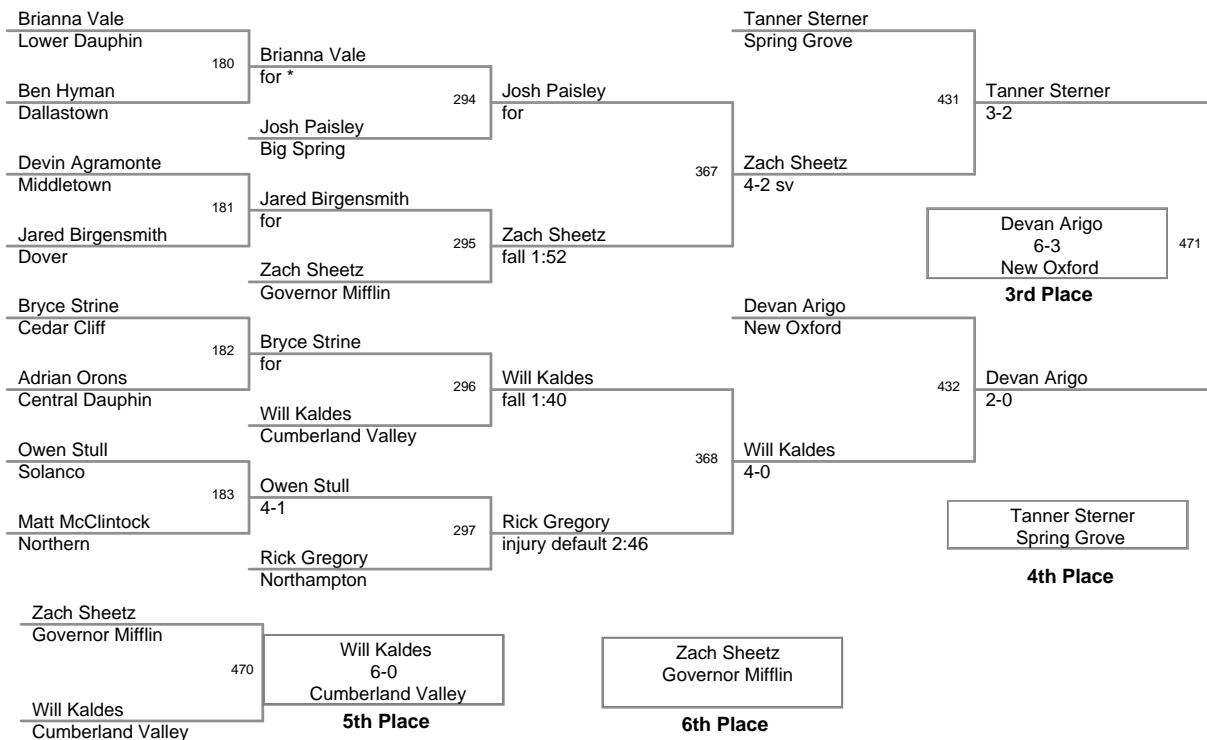 Brianna Vale
Lower Dauphin
180
Ben Hyman
Dallastown
Devin Agramonte
Middletown
181
Jared Birgensmith
Dover
Bryce Strine
Cedar Cliff
182
Adrian Orons
Central Dauphin
Owen Stull
Solanco
183
Matt McClintock
Northern
Brianna Vale
for *
294
Josh Paisley
Big Spring
Jared Birgensmith
for
295
Zach Sheetz
Governor Mifflin
Bryce Strine
for
296
Will Kaldes
Cumberland Valley
Owen Stull
4-1
297
Rick Gregory
Northampton
Josh Paisley
for
367
Zach Sheetz
fall 1:52
Will Kaldes
fall 1:40
368
Rick Gregory
injury default 2:46
Tanner Sterner
Spring Grove
431
Zach Sheetz
4-2 sv
Devan Arigo
New Oxford
432
Will Kaldes
4-0
Tanner Sterner
3-2
Devan Arigo
6-3
New Oxford
471
3rd Place
Devan Arigo
2-0
Tanner Sterner
Spring Grove
4th Place
Zach Sheetz
Governor Mifflin
470
Will Kaldes
Cumberland Valley
Will Kaldes
6-0
Cumberland Valley
5th Place
Zach Sheetz
Governor Mifflin
6th Place